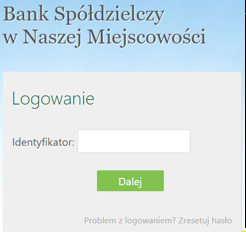 Bank Spółdzielczy
w Naszej Miejscowości
Logowanie
Identyfikator:
Dalej
Problem z logowaniem? Zresetuj hasło